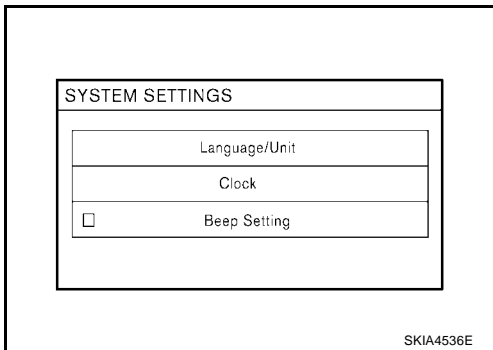 SYSTEM SETTINGS
Language/Unit
Clock
Beep Setting
SKIA4536E